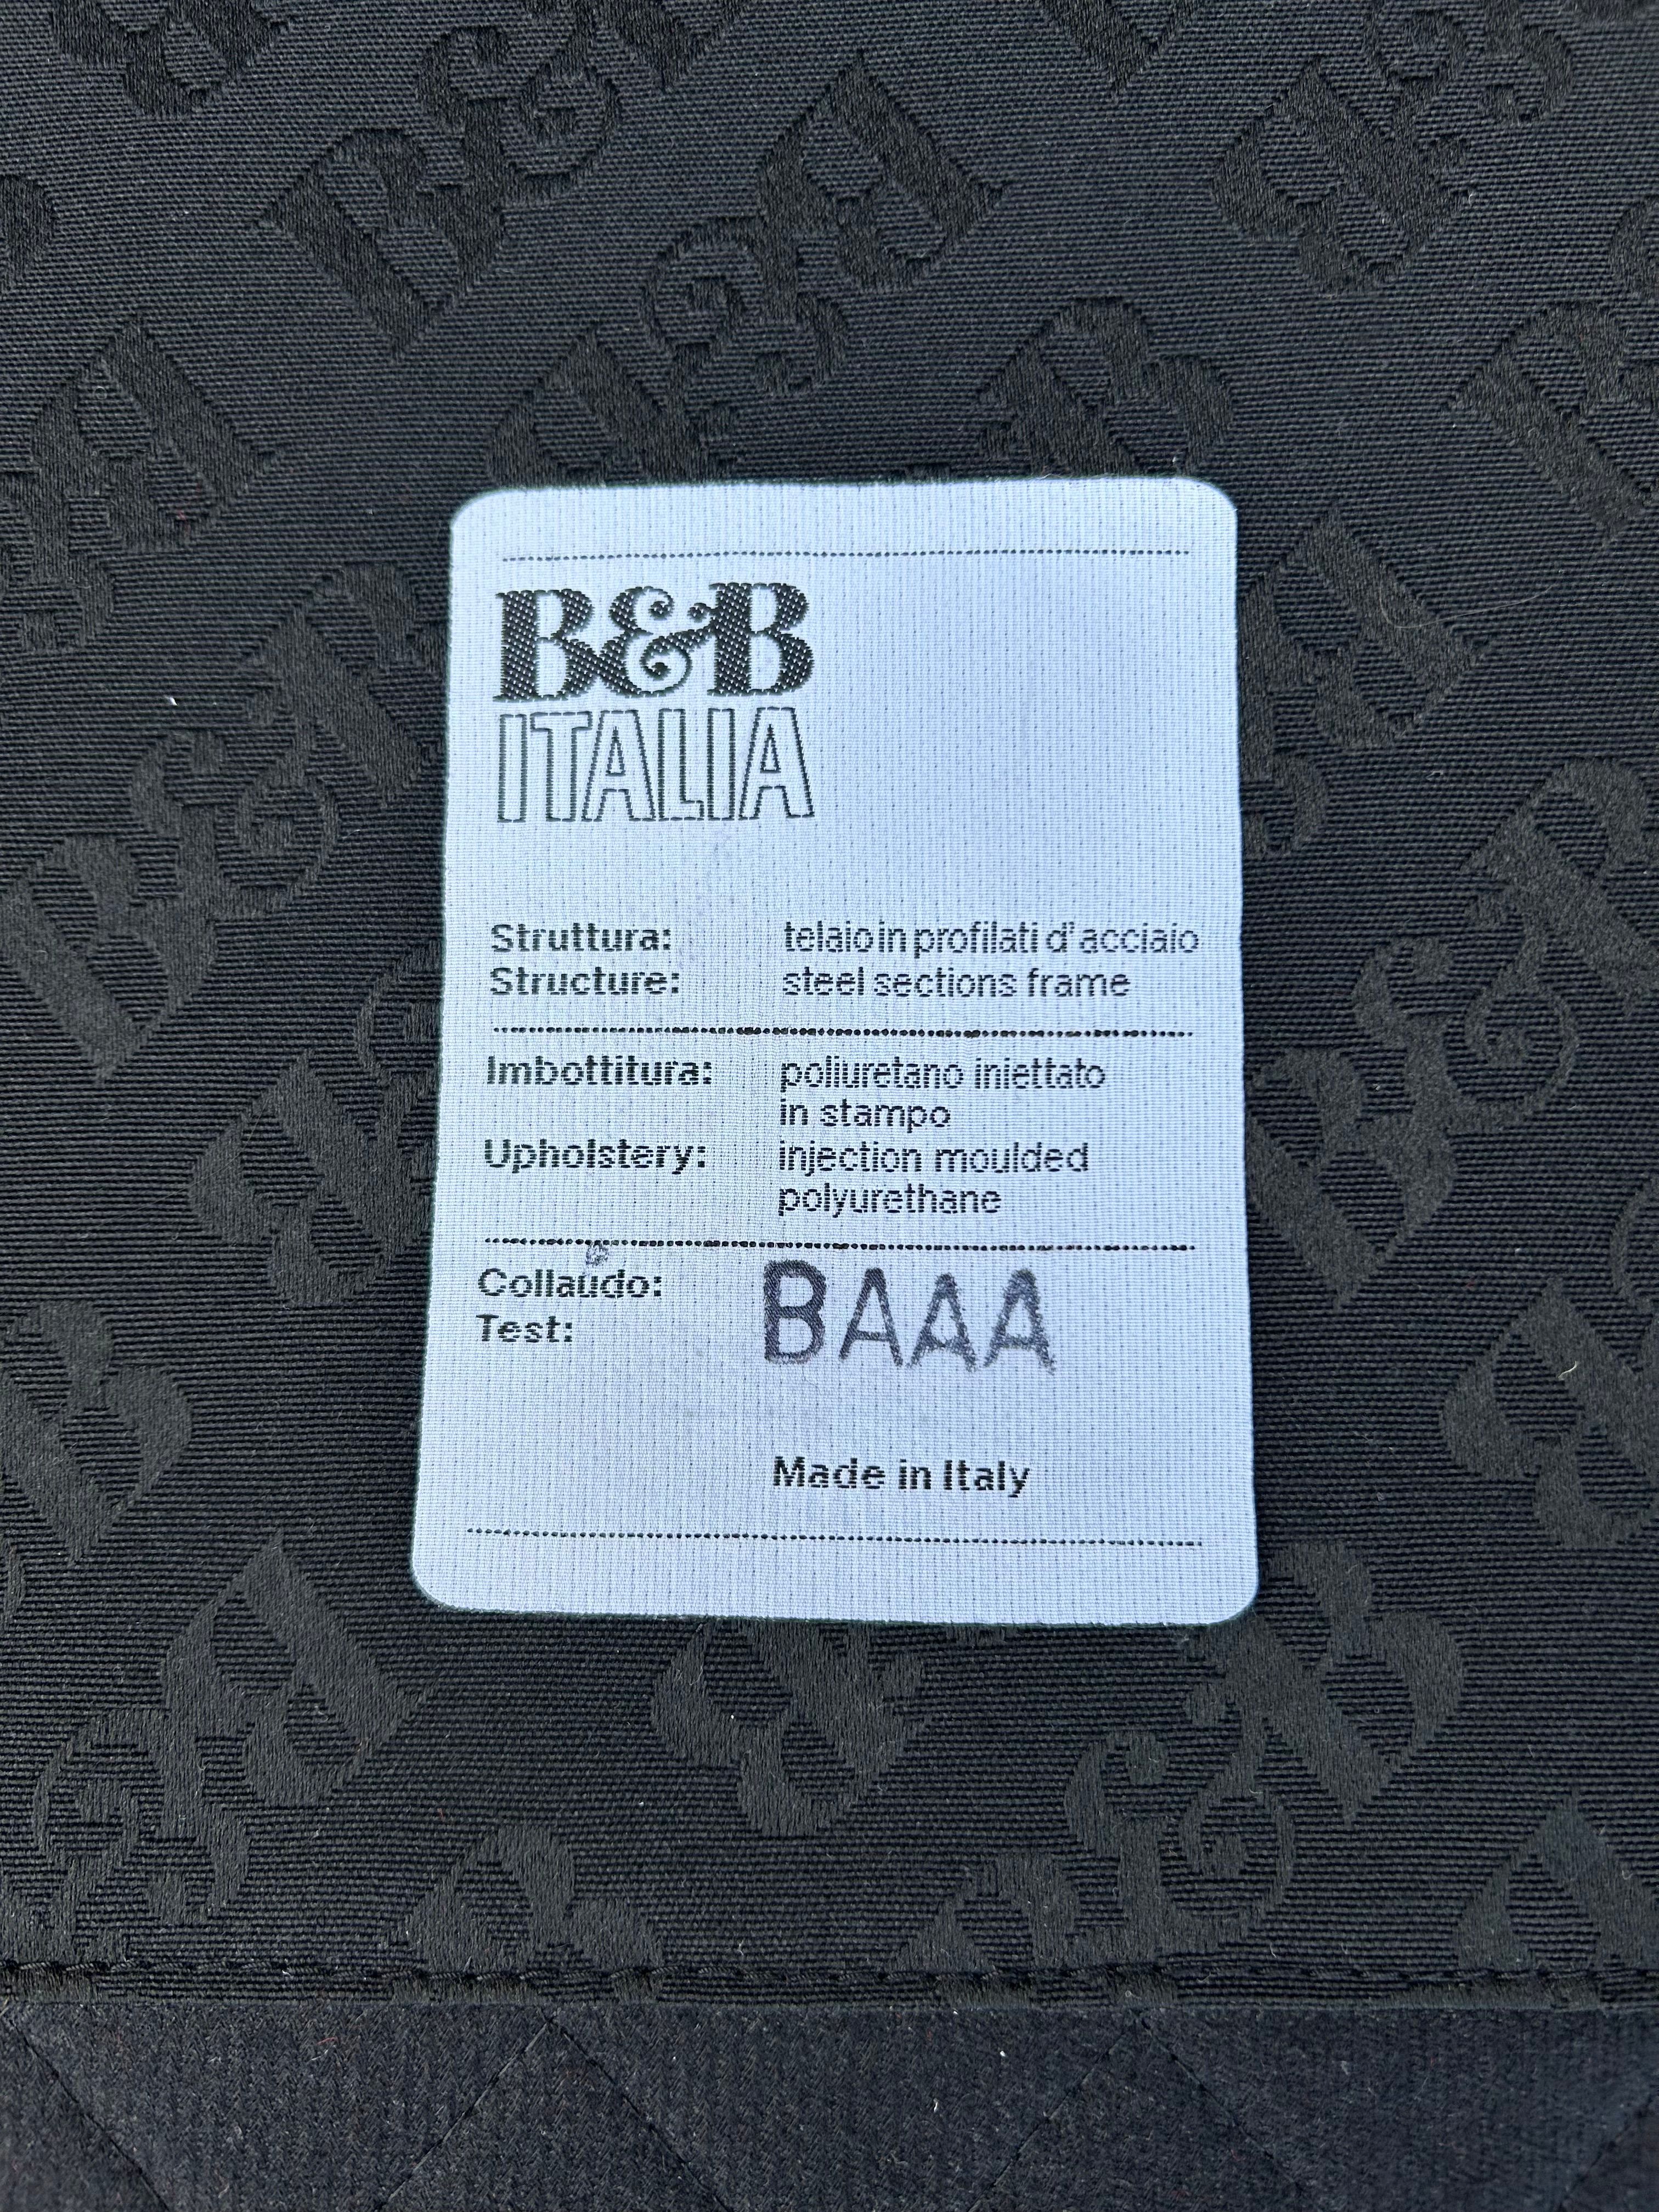 B&B
ITALIA
Struttura: telaio in profilati d'acciaio
Structure: steel sections frame
Imbottitura: poliuretano iniettato
in stampo
Upholstery: injection moulded
polyurethane
Collaudo:
Test: BAAA
Made in Italy